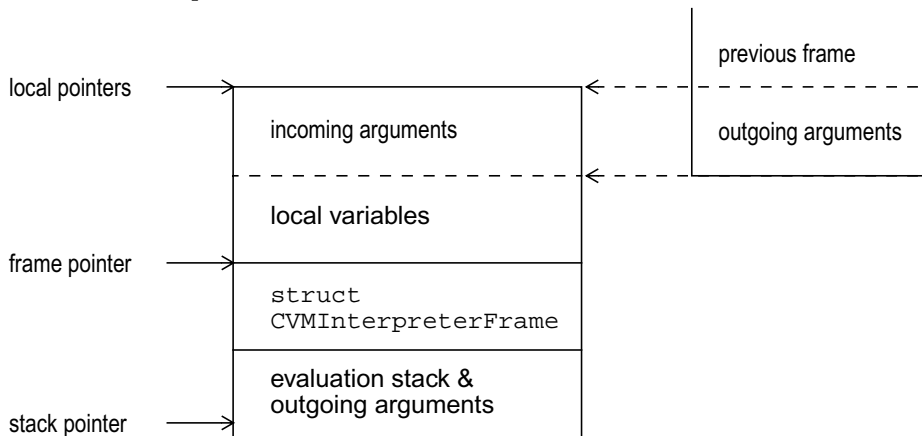 previous frame
local pointers
incoming arguments
outgoing arguments
local variables
frame pointer
struct
CVMInterpreterFrame
evaluation stack &
outgoing arguments
stack pointer